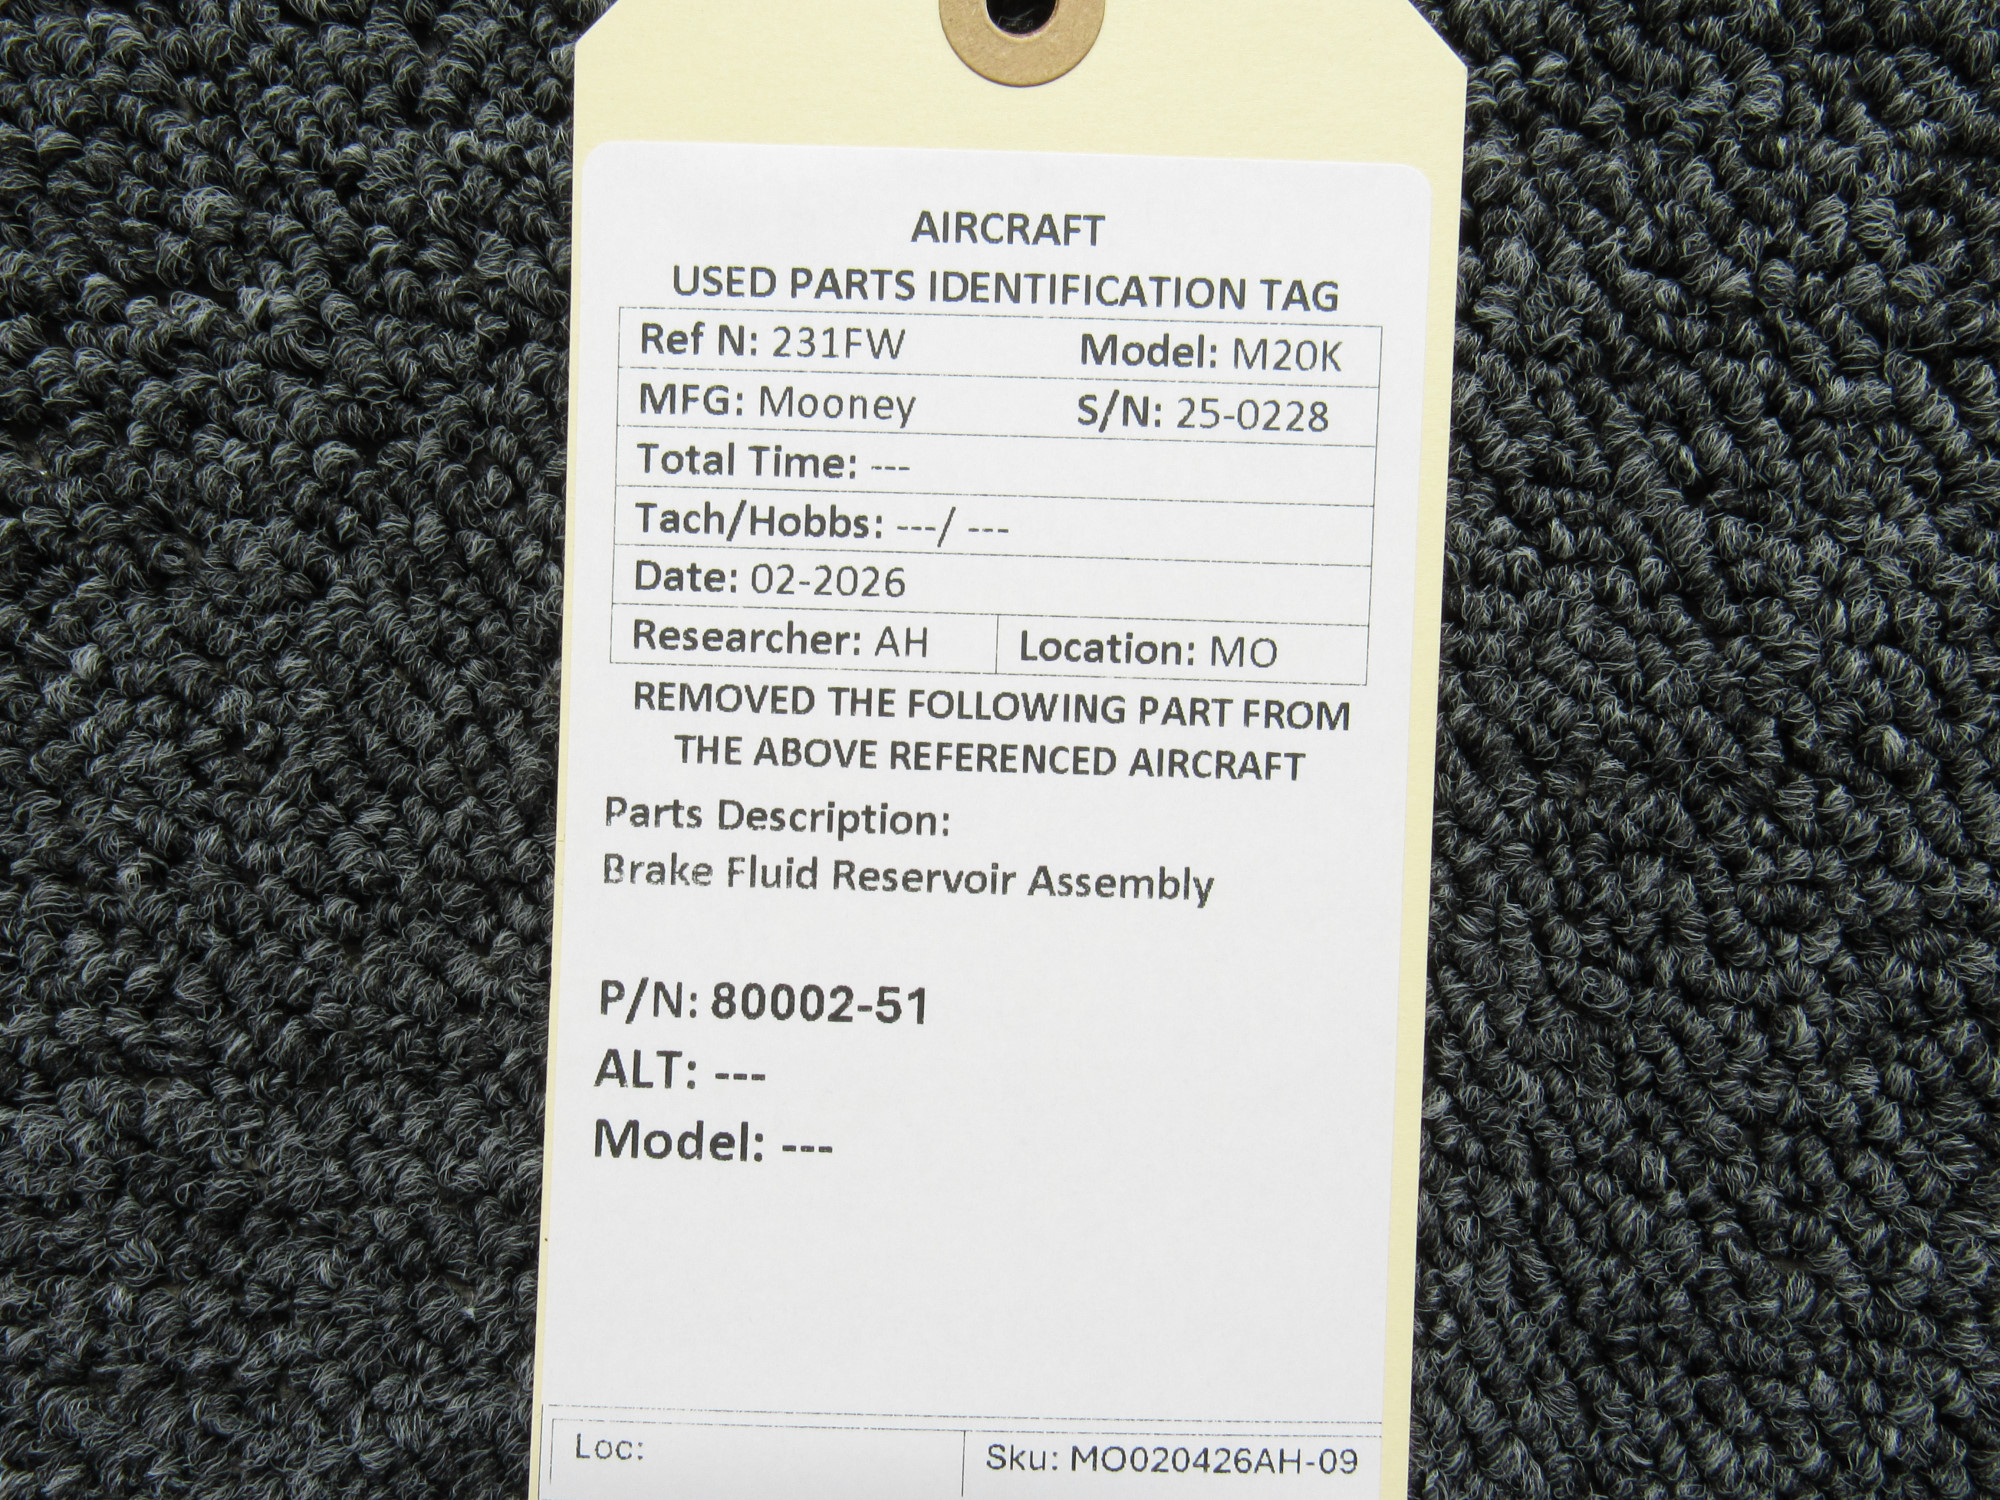 AIRCRAFT
USED PARTS IDENTIFICATION TAG
Ref N: 231FW Model: M20K
MFG: Mooney S/N: 25-0228
Total Time: ---
Tach/Hobbs: ---/ ---
Date: 02-2026
Researcher: AH Location: MO
REMOVED THE FOLLOWING PART FROM
THE ABOVE REFERENCED AIRCRAFT
Parts Description:
Brake Fluid Reservoir Assembly
P/N: 80002-51
ALT: ---
Model: ---
Loc: Sku: MO020426AH-09